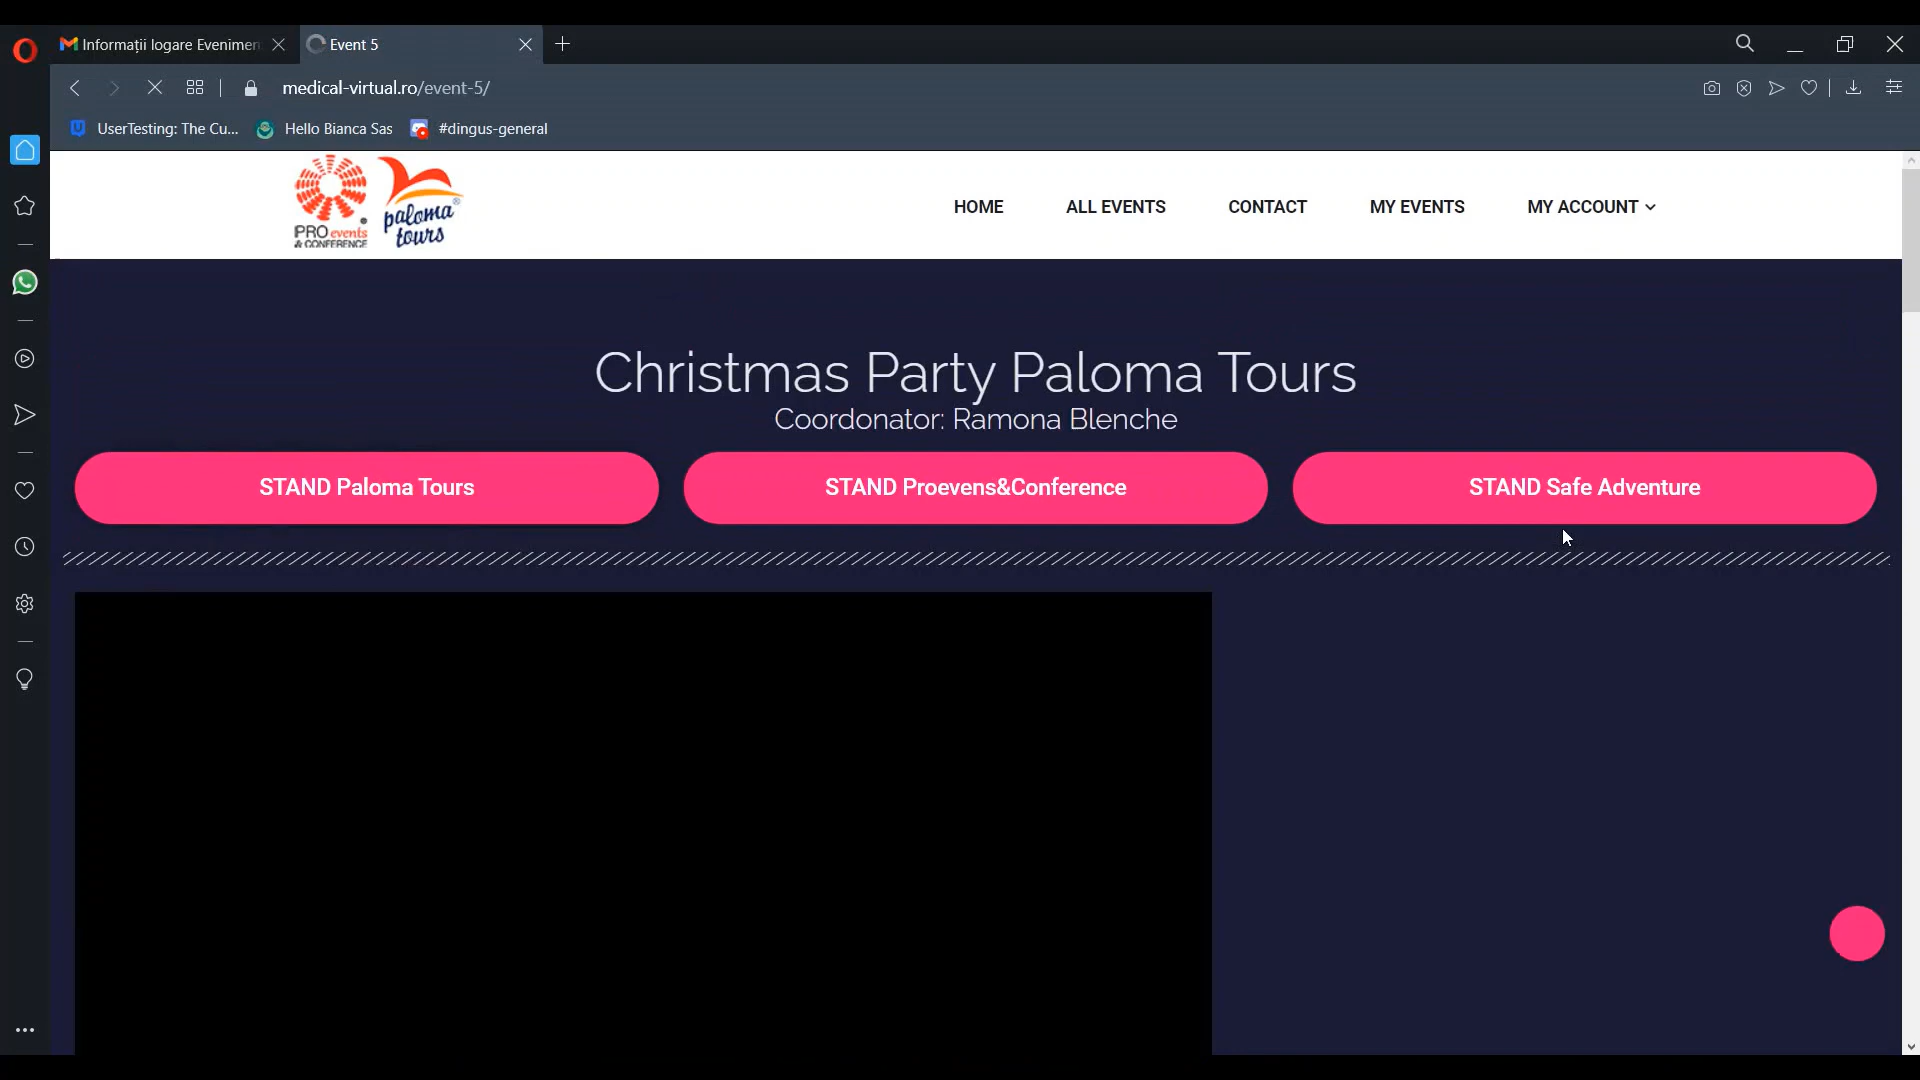 Informații logare Evenimen
Event 5
medical-virtual.ro/event-5/
UserTesting: The Cu...
Hello Bianca Sas
#dingus-general
PRO events
& CONFERENCE
paloma
tours
®
HOME
ALL EVENTS
CONTACT
MY EVENTS
MY ACCOUNT
Christmas Party Paloma Tours
Coordonator: Ramona Blenche
STAND Paloma Tours
STAND Proevens&Conference
STAND Safe Adventure